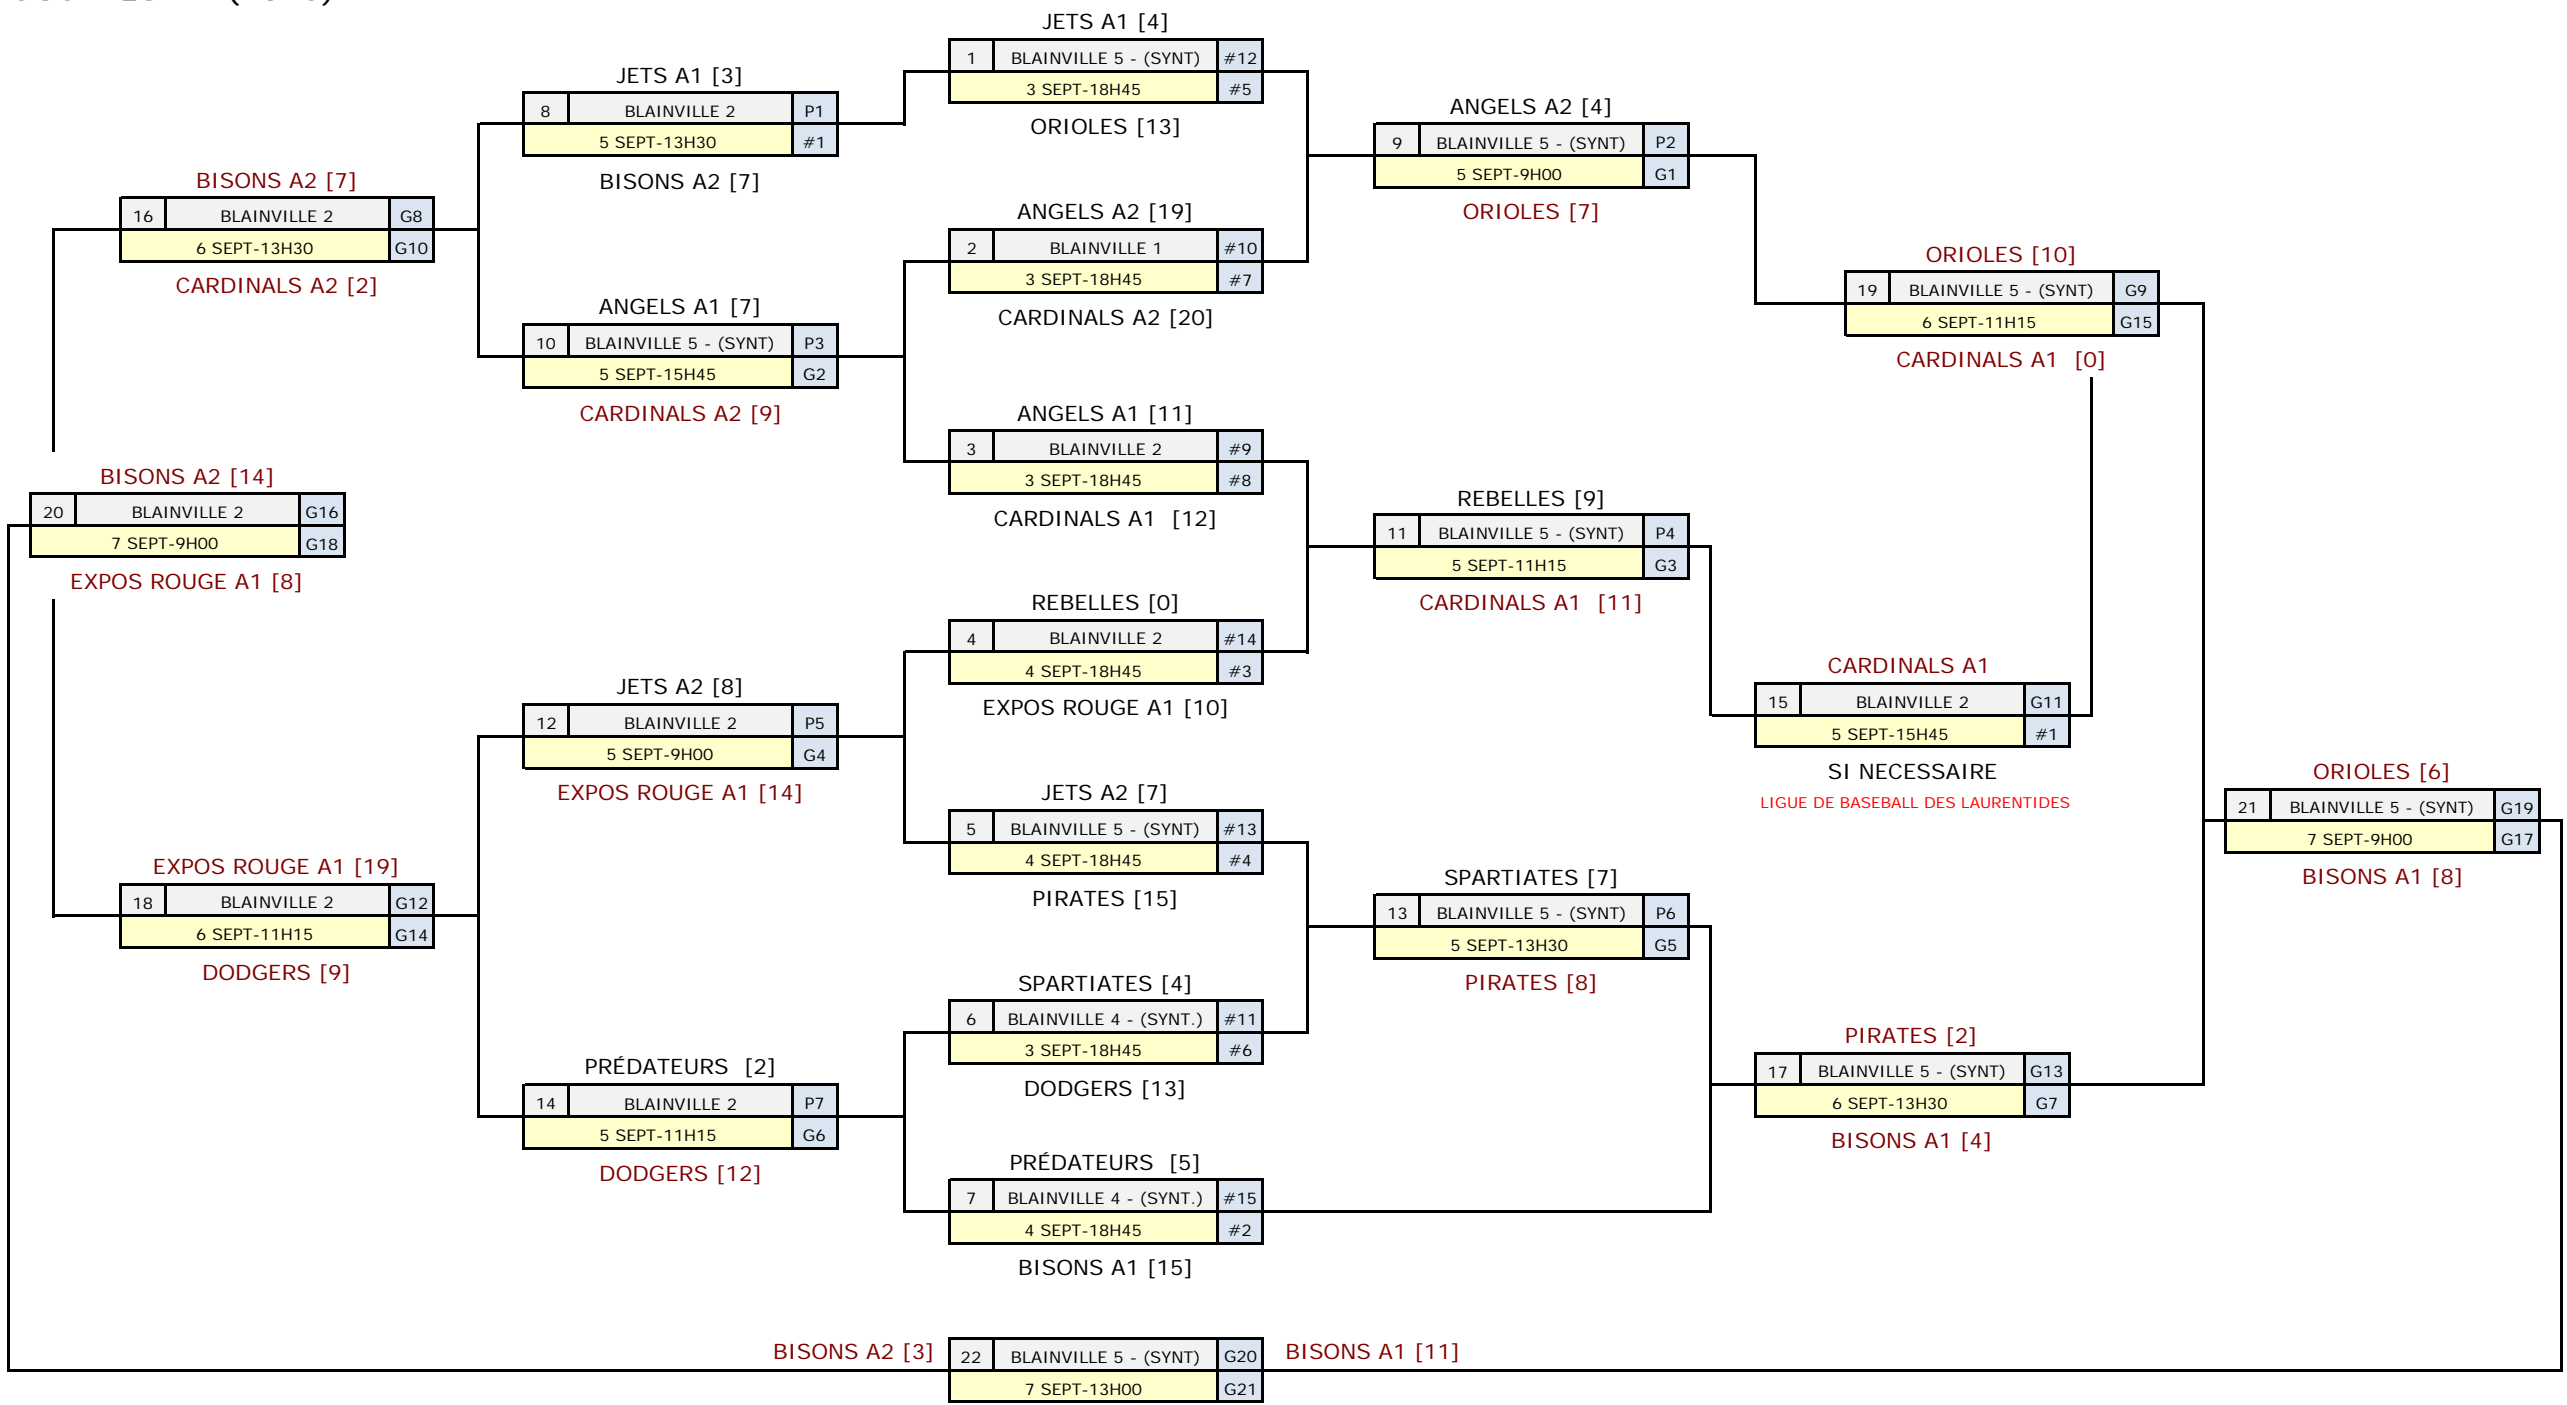 JETS A1 [4]
1 BLAINVILLE 5 - (SYNT) #12
3 SEPT-18H45 #5
ORIOLES [13]
JETS A1 [3]
8 BLAINVILLE 2 P1
5 SEPT-13H30 #1
BISONS A2 [7]
ANGELS A2 [4]
9 BLAINVILLE 5 - (SYNT) P2
5 SEPT-9H00 G1
ORIOLES [7]
BISONS A2 [7]
16 BLAINVILLE 2 G8
6 SEPT-13H30 G10
CARDINALS A2 [2]
ANGELS A2 [19]
2 BLAINVILLE 1 #10
3 SEPT-18H45 #7
CARDINALS A2 [20]
ORIOLES [10]
19 BLAINVILLE 5 - (SYNT) G9
6 SEPT-11H15 G15
CARDINALS A1 [0]
ANGELS A1 [7]
10 BLAINVILLE 5 - (SYNT) P3
5 SEPT-15H45 G2
CARDINALS A2 [9]
ANGELS A1 [11]
3 BLAINVILLE 2 #9
3 SEPT-18H45 #8
CARDINALS A1 [12]
BISONS A2 [14]
20 BLAINVILLE 2 G16
7 SEPT-9H00 G18
EXPOS ROUGE A1 [8]
REBELLES [9]
11 BLAINVILLE 5 - (SYNT) P4
5 SEPT-11H15 G3
CARDINALS A1 [11]
REBELLES [0]
4 BLAINVILLE 2 #14
4 SEPT-18H45 #3
EXPOS ROUGE A1 [10]
CARDINALS A1
15 BLAINVILLE 2 G11
5 SEPT-15H45 #1
SI NECESSAIRE
LIGUE DE BASEBALL DES LAURENTIDES
JETS A2 [8]
12 BLAINVILLE 2 P5
5 SEPT-9H00 G4
EXPOS ROUGE A1 [14]
JETS A2 [7]
5 BLAINVILLE 5 - (SYNT) #13
4 SEPT-18H45 #4
PIRATES [15]
ORIOLES [6]
21 BLAINVILLE 5 - (SYNT) G19
7 SEPT-9H00 G17
BISONS A1 [8]
EXPOS ROUGE A1 [19]
18 BLAINVILLE 2 G12
6 SEPT-11H15 G14
DODGERS [9]
SPARTIATES [7]
13 BLAINVILLE 5 - (SYNT) P6
5 SEPT-13H30 G5
PIRATES [8]
SPARTIATES [4]
6 BLAINVILLE 4 - (SYNT.) #11
3 SEPT-18H45 #6
DODGERS [13]
PIRATES [2]
17 BLAINVILLE 5 - (SYNT) G13
6 SEPT-13H30 G7
BISONS A1 [4]
PRÉDATEURS [2]
14 BLAINVILLE 2 P7
5 SEPT-11H15 G6
DODGERS [12]
PRÉDATEURS [5]
7 BLAINVILLE 4 - (SYNT.) #15
4 SEPT-18H45 #2
BISONS A1 [15]
BISONS A2 [3] 22 BLAINVILLE 5 - (SYNT) G20 BISONS A1 [11]
7 SEPT-13H00 G21